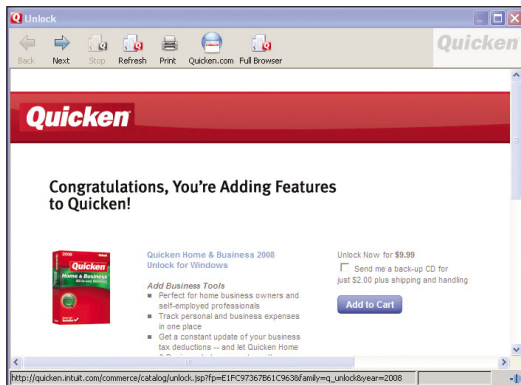 Unlock
Quicken
Back Next Stop Refresh Print Quicken.com Full Browser
Quicken
Congratulations, You're Adding Features
to Quicken!
2008
Quicken
Home & Business
Quicken Home & Business 2008
Unlock for Windows
Add Business Tools
Perfect for home business owners and
self-employed professionals
Track personal and business expenses
in one place
Get a constant update of your business
tax deductions -- and let Quicken Home
Unlock Now for $9.99
Send me a back-up CD for
just $2.00 plus shipping and handling
Add to Cart
http://quicken.intuit.com/commerce/catalog/unlock.jsp?fp=E1FC97367B61C963&family=q_unlock&year=2008